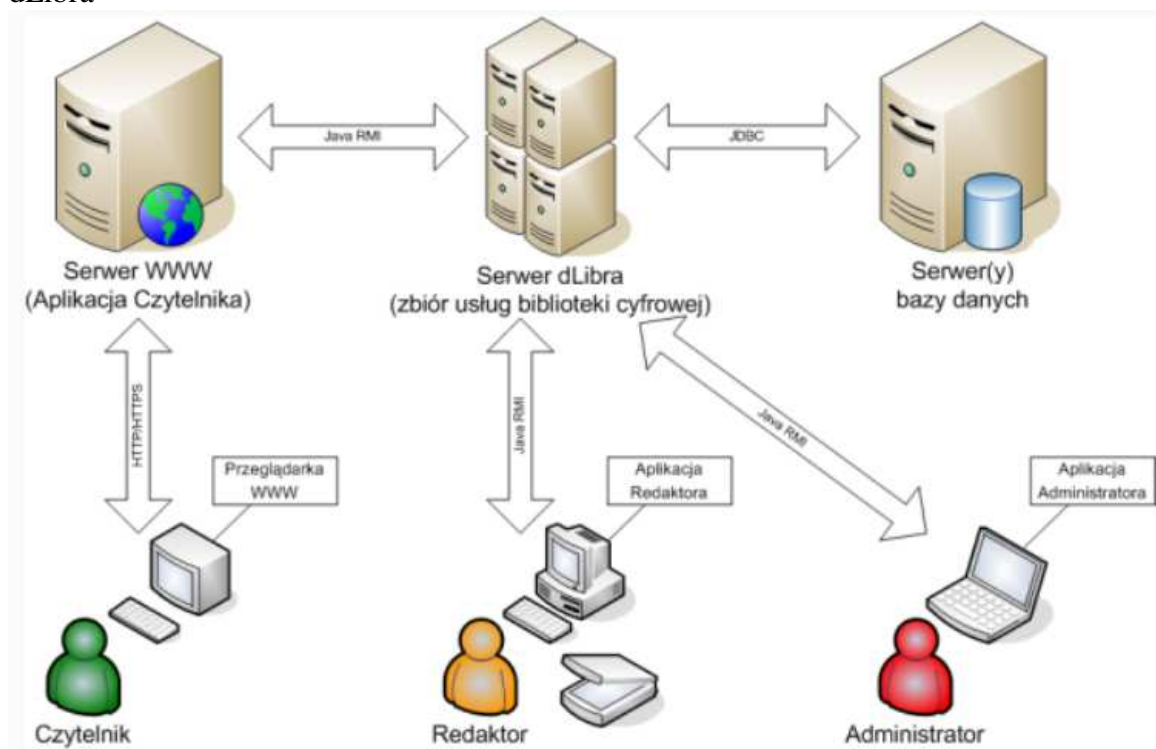 dLibra
Java RMI
JDBC
Serwer WWW
(Aplikacja Czytelnika)
Serwer dLibra
(zbiór usług biblioteki cyfrowej)
Serwer(y)
bazy danych
HTTP/HTTPS
Java RMI
Java RMI
Przeglądarka
WWW
Aplikacja
Redaktora
Aplikacja
Administratora
Czytelnik
Redaktor
Administrator